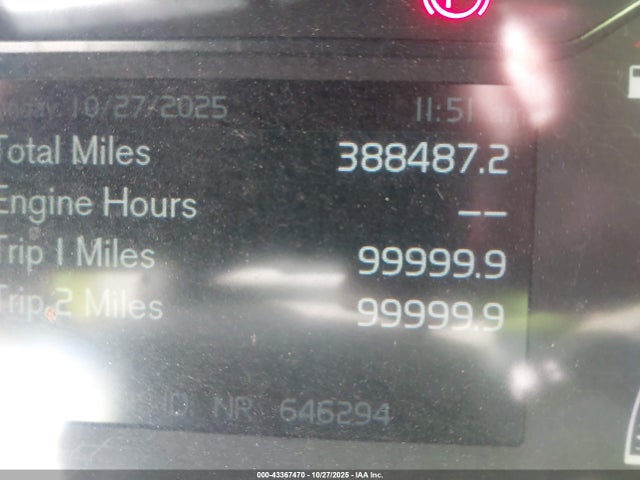 10/27/2025 11:51
Total Miles 388487.2
Engine Hours --
Trip 1 Miles 99999.9
Trip 2 Miles 99999.9
ID. NR 646294
000-43367470 - 10/27/2025 - IAA Inc.